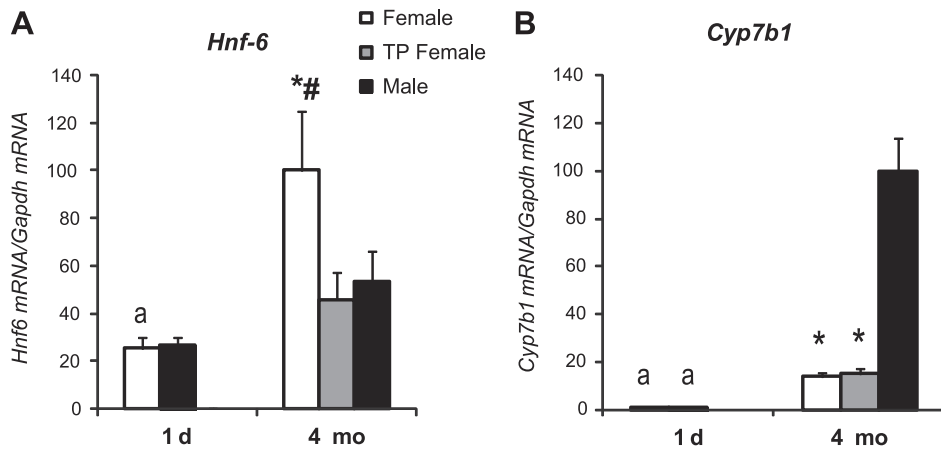 A
Hnf-6
Female
TP Female
Male
Hnf6 mRNA/Gapdh mRNA
140
120
100
80
60
40
20
0
a
*#
1 d
4 mo
B
Cyp7b1
Cyp7b1 mRNA/Gapdh mRNA
140
120
100
80
60
40
20
0
a a
* *
1 d
4 mo